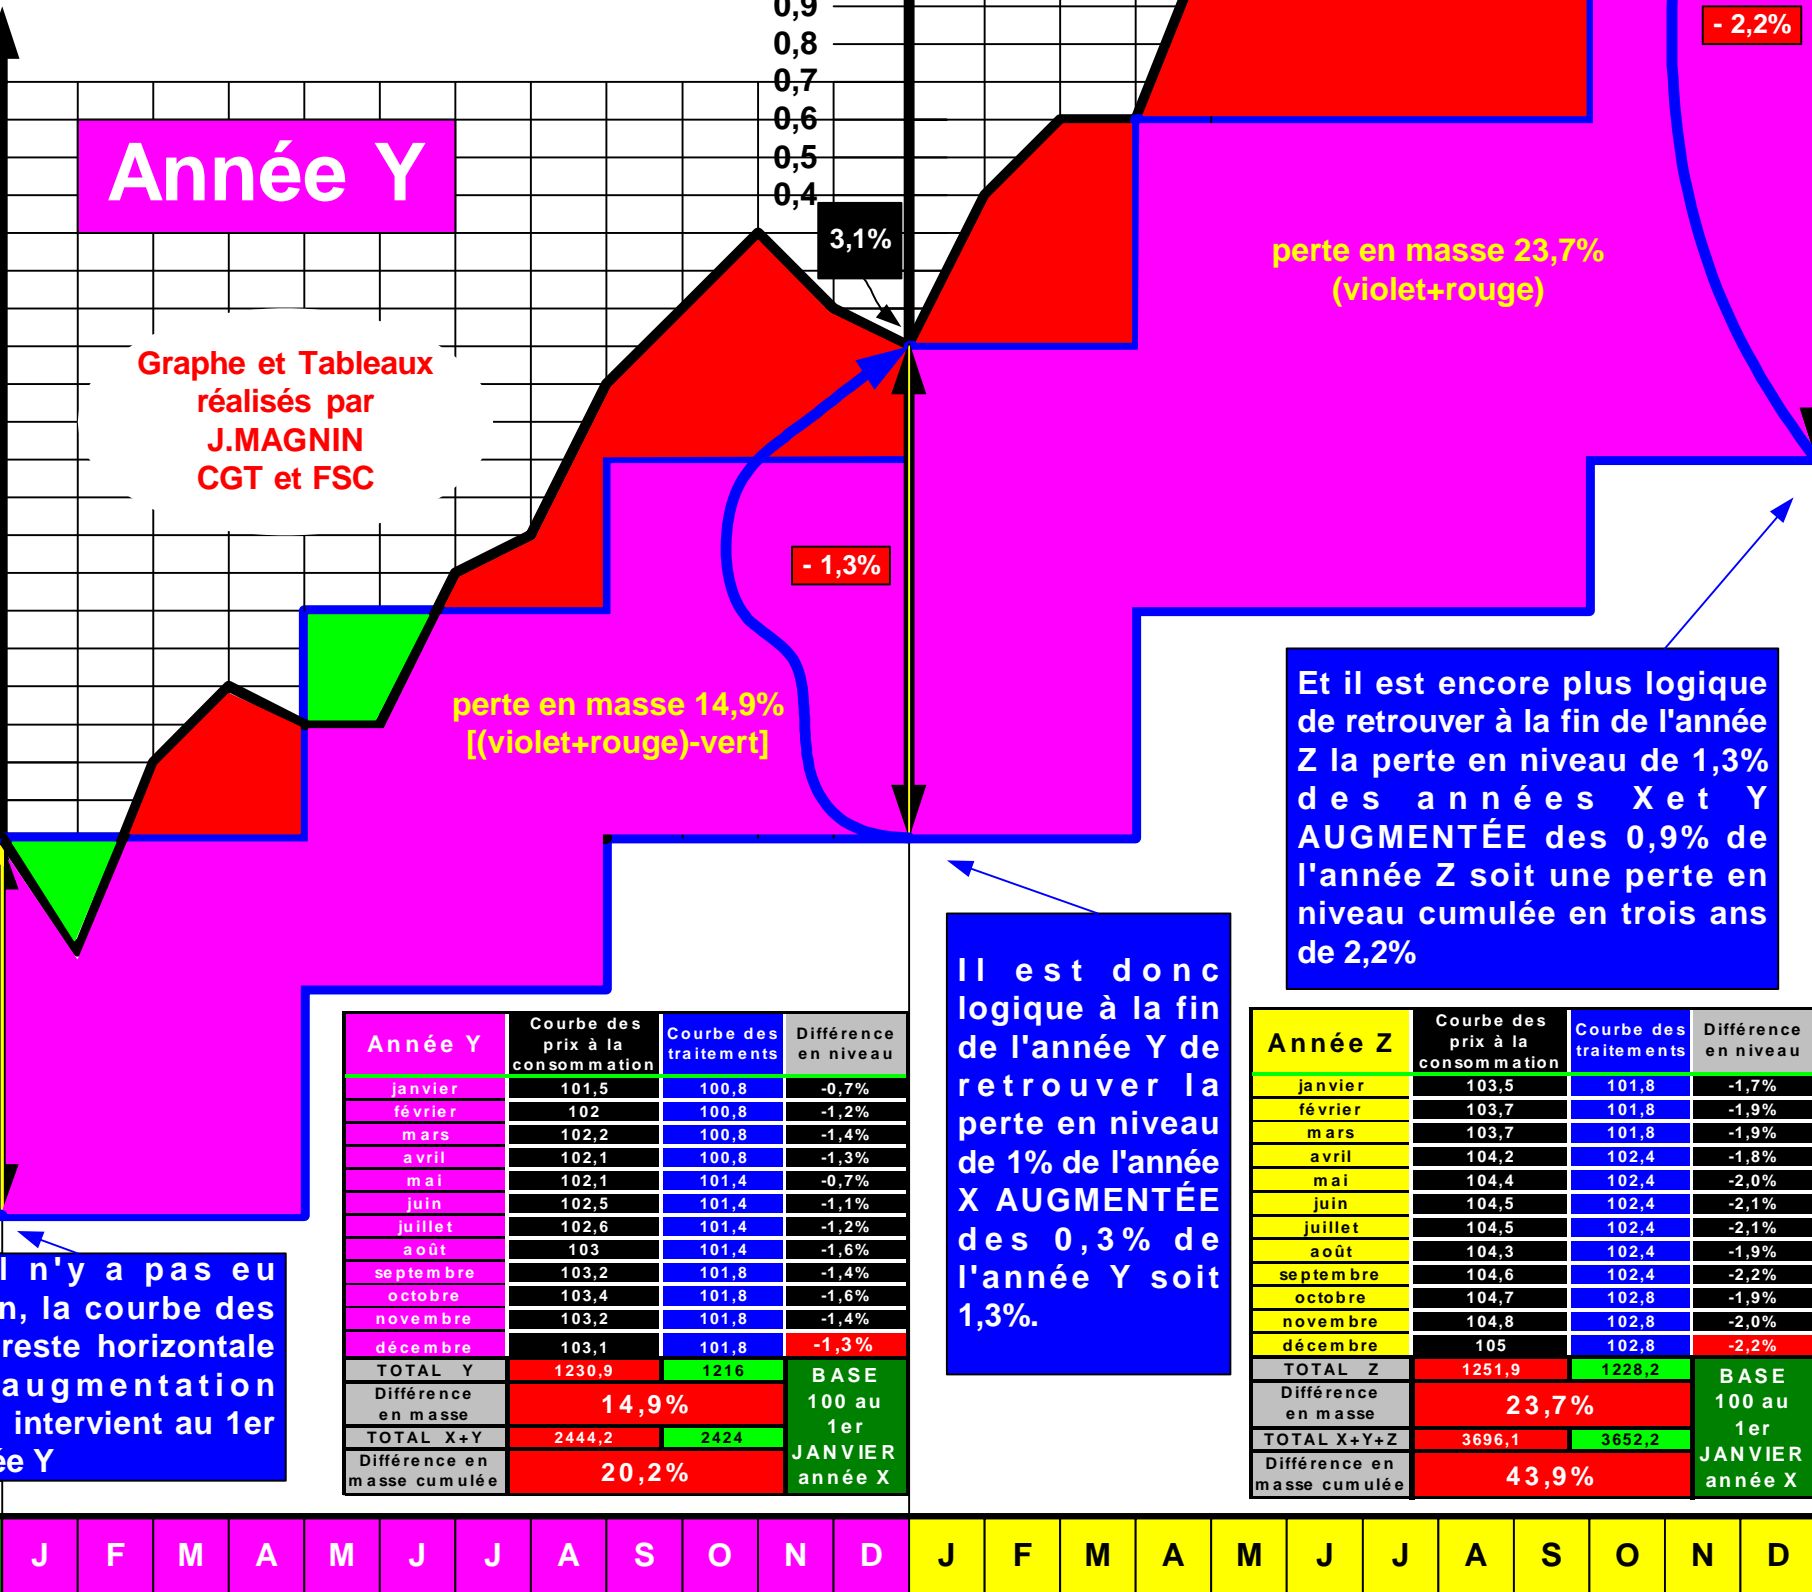 0,9
0,8
0,7
0,6
0,5
0,4
- 2,2%
Année Y
3,1%
perte en masse 23,7%
(violet+rouge)
Graphe et Tableaux
réalisés par
J.MAGNIN
CGT et FSC
- 1,3%
perte en masse 14,9%
[(violet+rouge)-vert]
Et il est encore plus logique
de retrouver à la fin de l'année
Z la perte en niveau de 1,3%
des années Xet Y
AUGMENTÉE des 0,9% de
l'année Z soit une perte en
niveau cumulée en trois ans
de 2,2%
Il est donc
logique à la fin
de l'année Y de
retrouver la
perte en niveau
de 1% de l'année
X AUGMENTÉE
des 0,3% de
l'année Y soit
1,3%.
l n'y a pas eu
n, la courbe des
reste horizontale
augmentation
intervient au 1er
ée Y
Année Y Courbe des prix à la consommation Courbe des traitements Différence en niveau
janvier 101,5 100,8 -0,7%
février 102 100,8 -1,2%
mars 102,2 100,8 -1,4%
avril 102,1 100,8 -1,3%
mai 102,1 101,4 -0,7%
juin 102,5 101,4 -1,1%
juillet 102,6 101,4 -1,2%
août 103 101,4 -1,6%
septembre 103,2 101,8 -1,4%
octobre 103,4 101,8 -1,6%
novembre 103,2 101,8 -1,4%
décembre 103,1 101,8 -1,3%
TOTAL Y 1230,9 1216
Différence en masse 14,9%
TOTAL X+Y 2444,2 2424
Différence en masse cumulée 20,2%
BASE
100 au
1er
JANVIER
année X
Année Z Courbe des prix à la consommation Courbe des traitements Différence en niveau
janvier 103,5 101,8 -1,7%
février 103,7 101,8 -1,9%
mars 103,7 101,8 -1,9%
avril 104,2 102,4 -1,8%
mai 104,4 102,4 -2,0%
juin 104,5 102,4 -2,1%
juillet 104,5 102,4 -2,1%
août 104,3 102,4 -1,9%
septembre 104,6 102,4 -2,2%
octobre 104,7 102,8 -1,9%
novembre 104,8 102,8 -2,0%
décembre 105 102,8 -2,2%
TOTAL Z 1251,9 1228,2
Différence en masse 23,7%
TOTAL X+Y+Z 3696,1 3652,2
Différence en masse cumulée 43,9%
BASE
100 au
1er
JANVIER
année X
J F M A M J J A S O N D J F M A M J J A S O N D